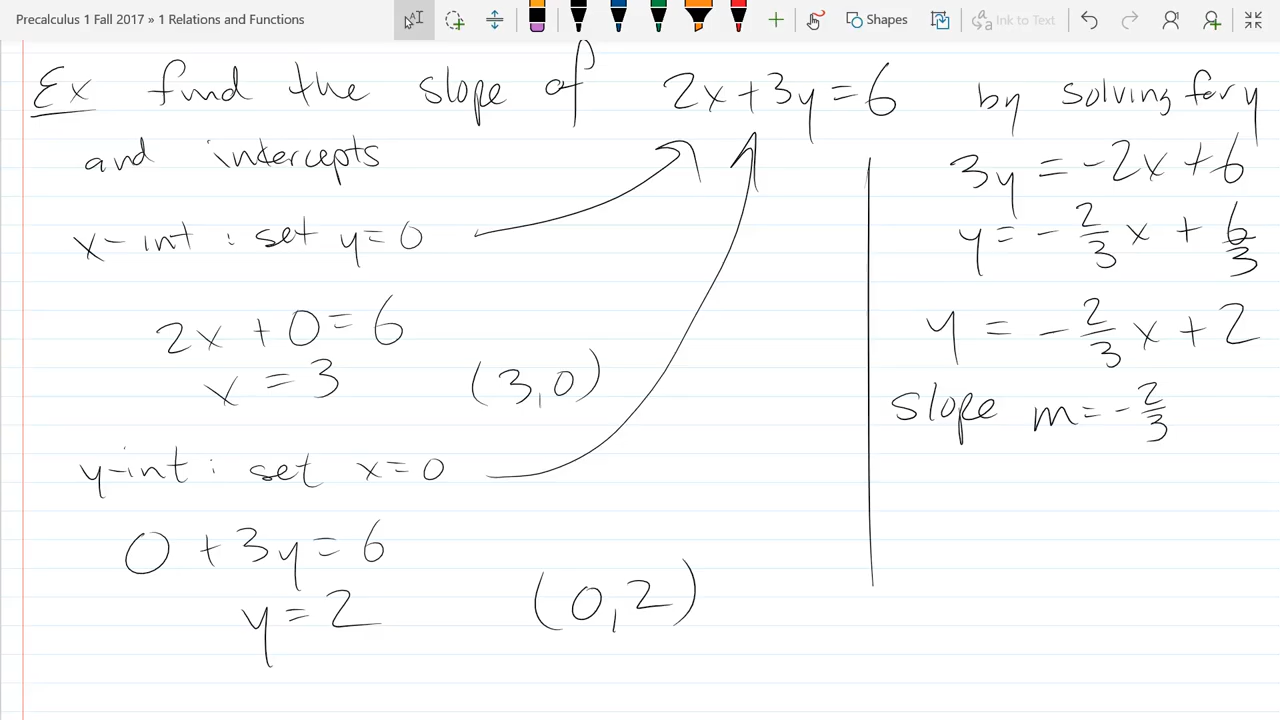 Precalculus 1 Fall 2017 » 1 Relations and Functions
Shapes
Ink to Text
Ex find the slope of 2x+3y=6 by solving for y
and intercepts
x-int : set y=0
2x+0=6
x=3 (3,0)
y-int : set x=0
0+3y=6
y=2 (0,2)
3y=-2x+6
y=-2/3 x+6/3
y=-2/3 x+2
slope m=-2/3